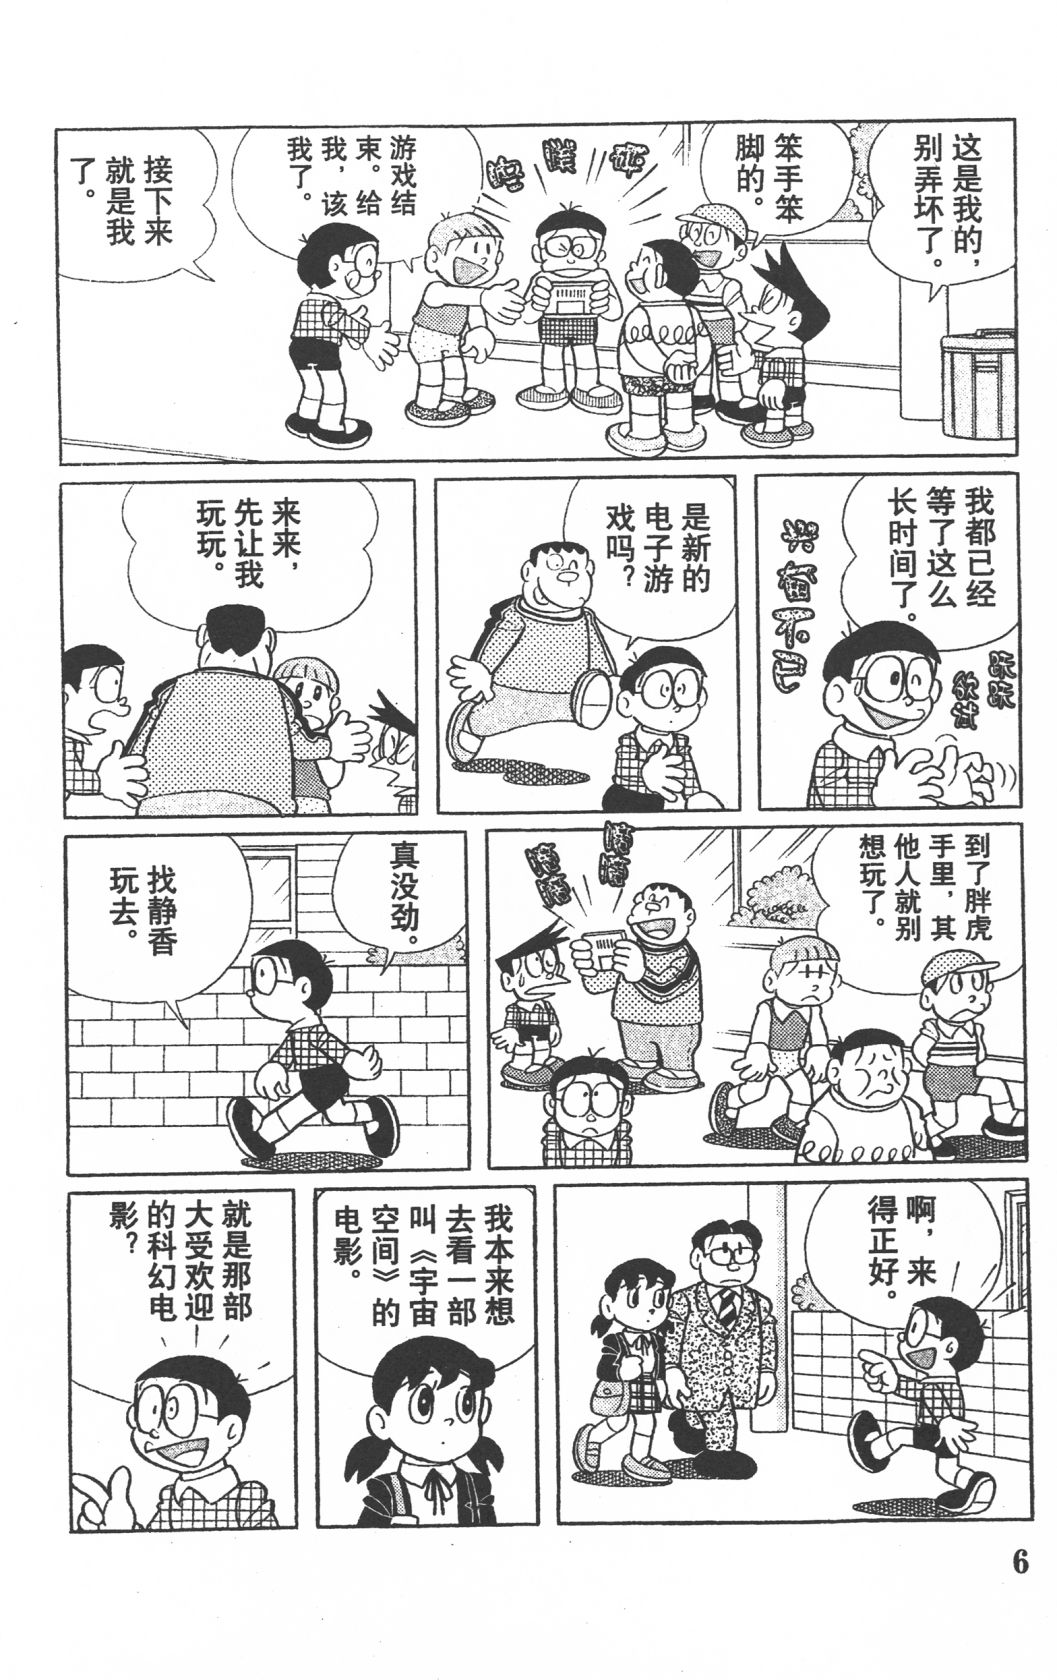 这是我的，
别弄坏了。
笨手笨
脚的。
游戏结
束。给
我，该
我了。
接下来
就是我
了。
我都已经
等了这么
长时间了。
跃跃
欲试
兴奋不已
是新的
电子游
戏吗？
来来，
先让我
玩玩。
到了胖虎
手里，其
他人就别
想玩了。
真没劲。
找静香
玩去。
啊，来
得正好。
我本来想
去看一部
叫《宇宙
空间》的
电影。
就是那部
大受欢迎
的科幻电
影？
6